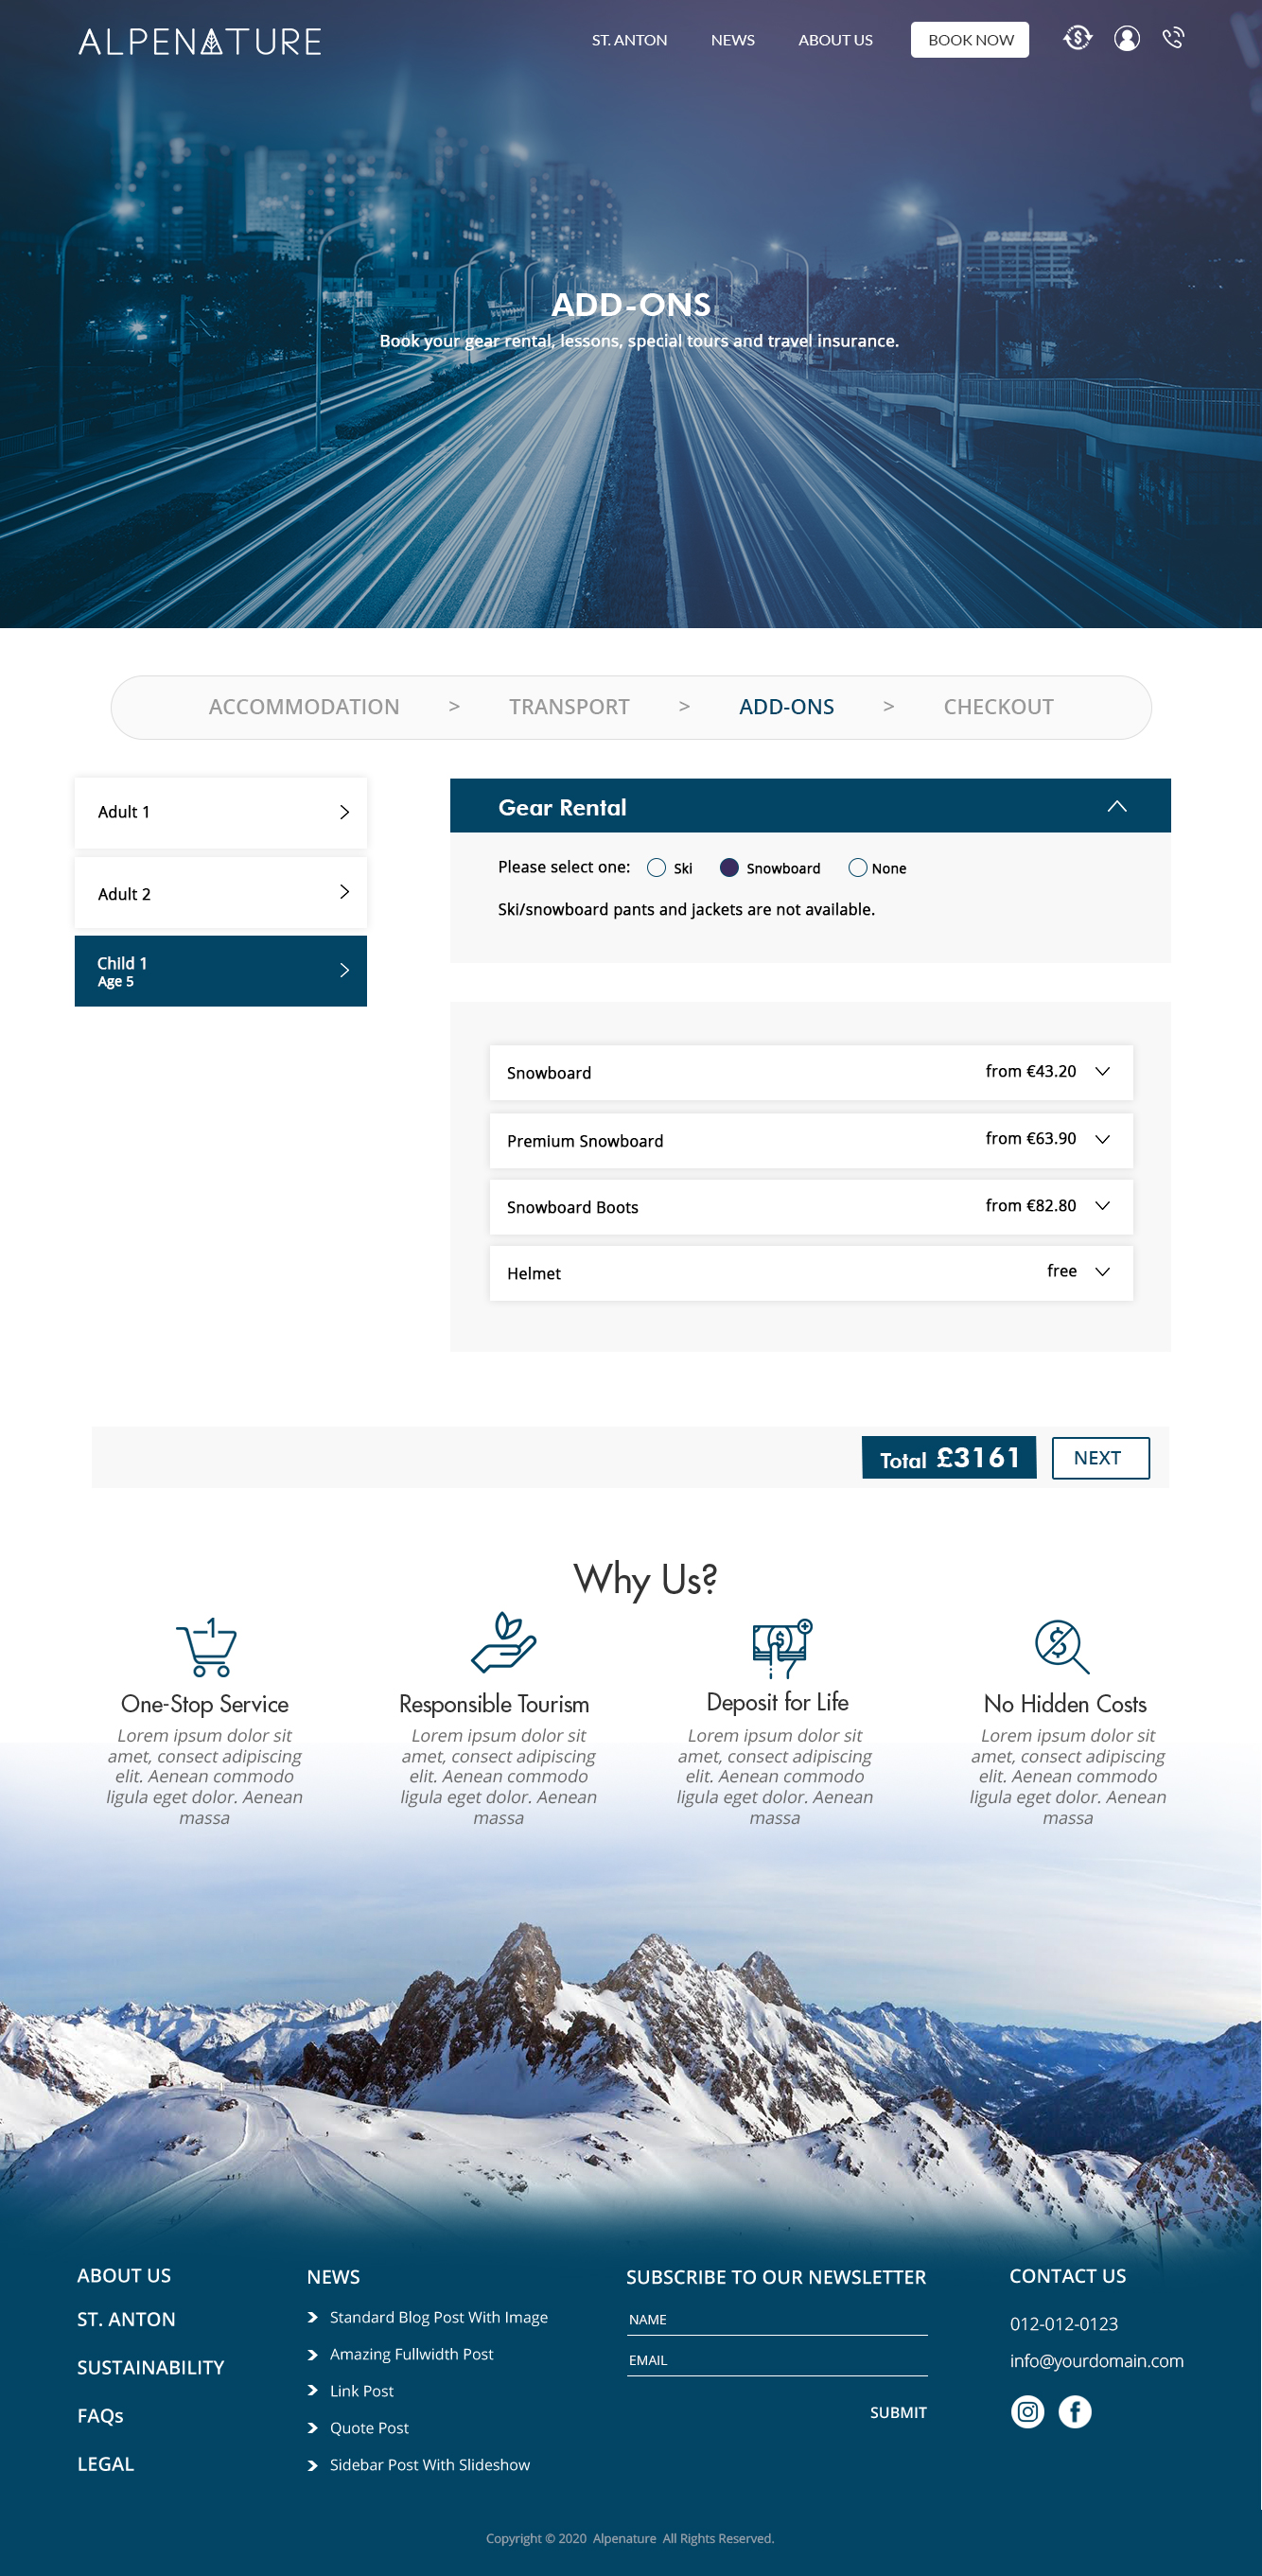 ALPENATURE
ST. ANTON NEWS ABOUT US BOOK NOW
ADD-ONS
Book your gear rental, lessons, special tours and travel insurance.
ACCOMMODATION > TRANSPORT > ADD-ONS > CHECKOUT
Adult 1
Adult 2
Child 1
Age 5
Gear Rental
Please select one: Ski Snowboard None
Ski/snowboard pants and jackets are not available.
Snowboard from €43.20
Premium Snowboard from €63.90
Snowboard Boots from €82.80
Helmet free
Total £3161 NEXT
Why Us?
1
One-Stop Service
Lorem ipsum dolor sit
amet, consect adipiscing
elit. Aenean commodo
ligula eget dolor. Aenean
massa
Responsible Tourism
Lorem ipsum dolor sit
amet, consect adipiscing
elit. Aenean commodo
ligula eget dolor. Aenean
massa
Deposit for Life
Lorem ipsum dolor sit
amet, consect adipiscing
elit. Aenean commodo
ligula eget dolor. Aenean
massa
No Hidden Costs
Lorem ipsum dolor sit
amet, consect adipiscing
elit. Aenean commodo
ligula eget dolor. Aenean
massa
ABOUT US
ST. ANTON
SUSTAINABILITY
FAQs
LEGAL
NEWS
Standard Blog Post With Image
Amazing Fullwidth Post
Link Post
Quote Post
Sidebar Post With Slideshow
SUBSCRIBE TO OUR NEWSLETTER
NAME
EMAIL
SUBMIT
CONTACT US
012-012-0123
info@yourdomain.com
Copyright © 2020 Alpenature All Rights Reserved.